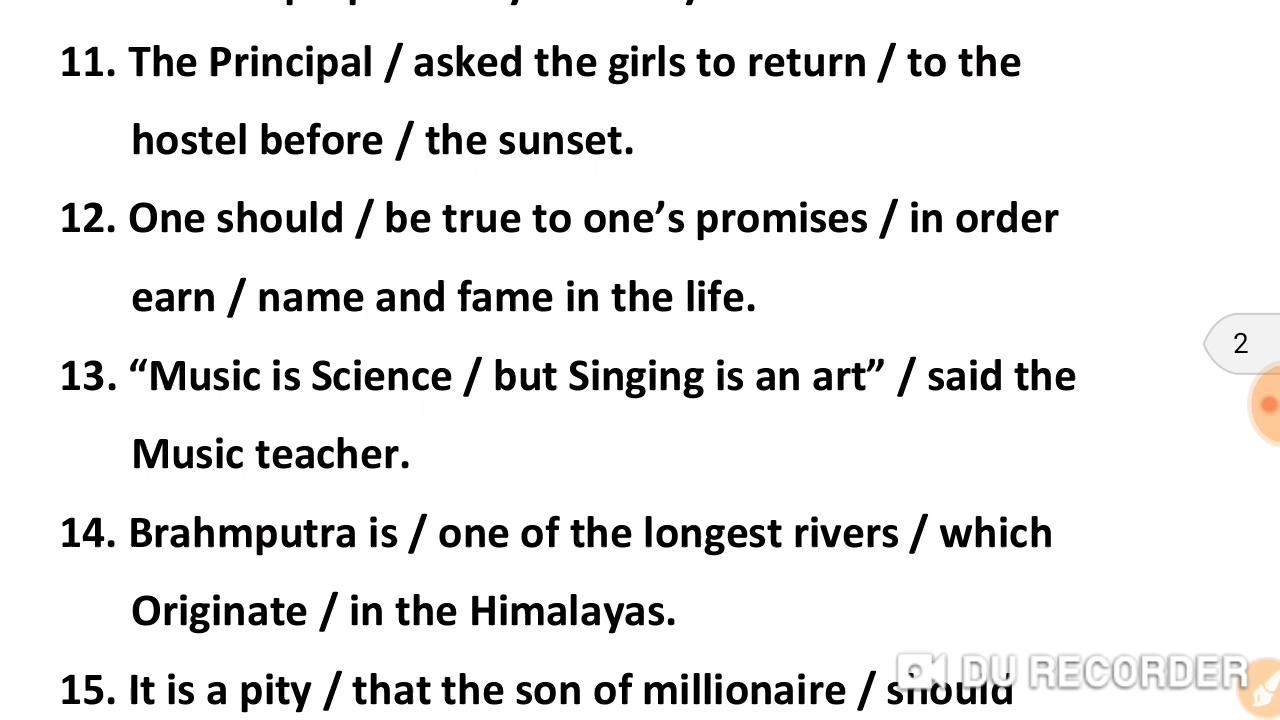 11. The Principal / asked the girls to return / to the
hostel before / the sunset.
12. One should / be true to one’s promises / in order
earn / name and fame in the life.
13. “Music is Science / but Singing is an art” / said the
Music teacher.
2
14. Brahmputra is / one of the longest rivers / which
Originate / in the Himalayas.
15. It is a pity / that the son of millionaire / should
DU RECORDER